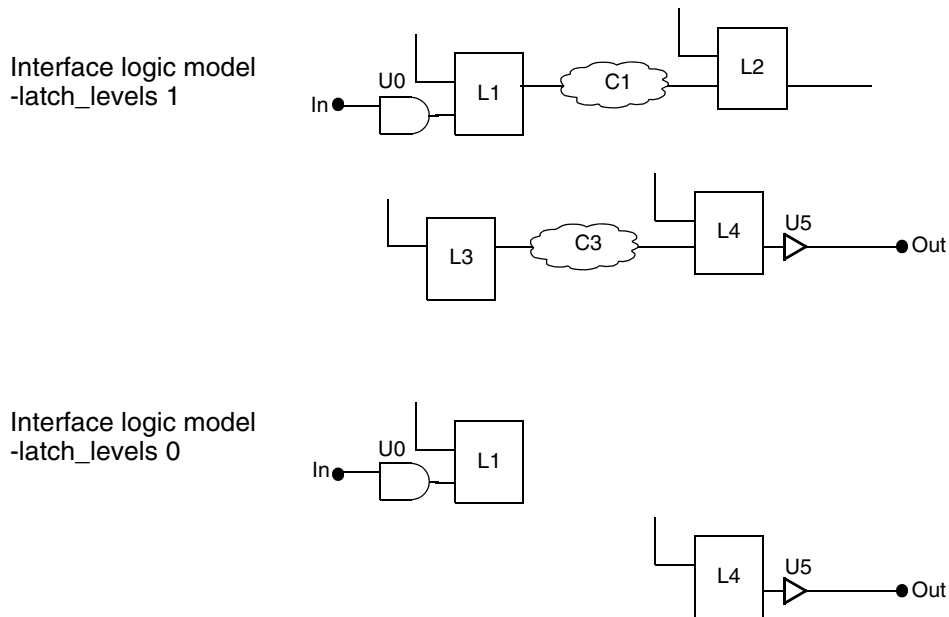 Interface logic model
-latch_levels 1
In
U0
L1
C1
L2
L3
C3
L4
U5
Out
Interface logic model
-latch_levels 0
In
U0
L1
L4
U5
Out